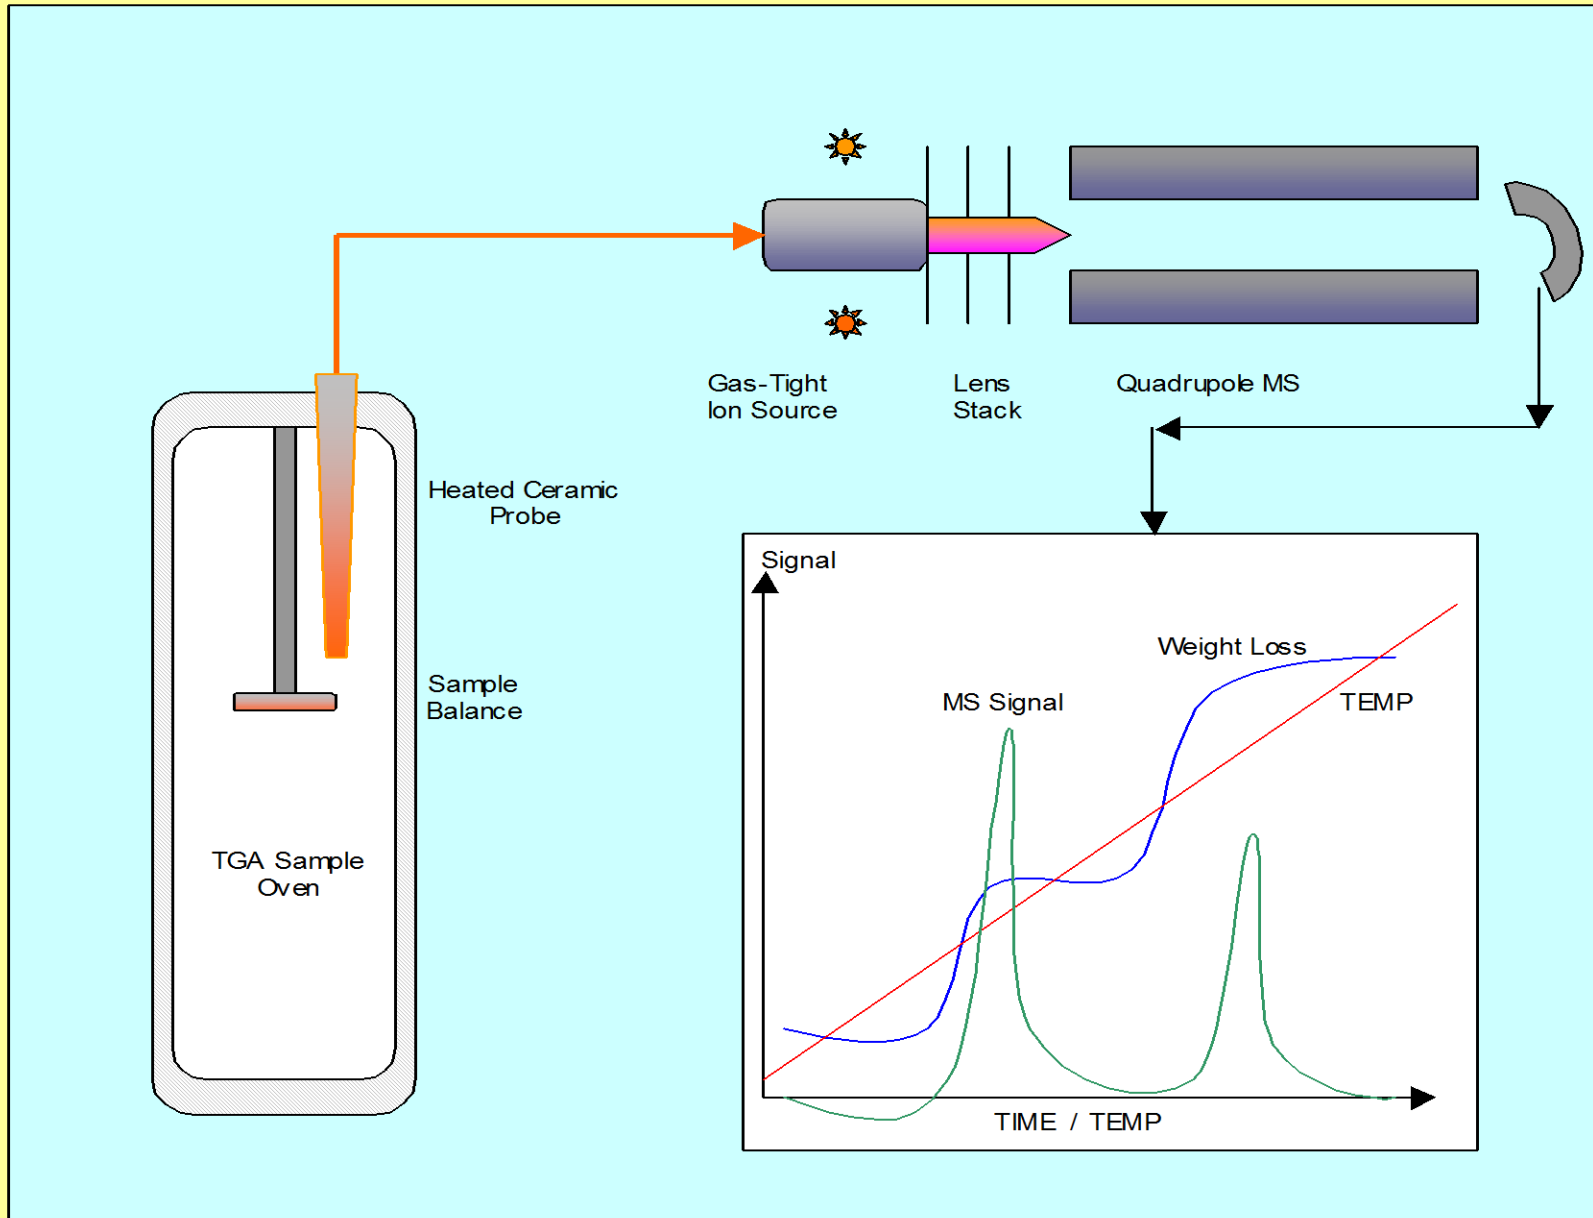 Gas-Tight
Ion Source
Lens
Stack
Quadrupole MS
Heated Ceramic
Probe
Sample
Balance
TGA Sample
Oven
Signal
Weight Loss
MS Signal
TEMP
TIME / TEMP